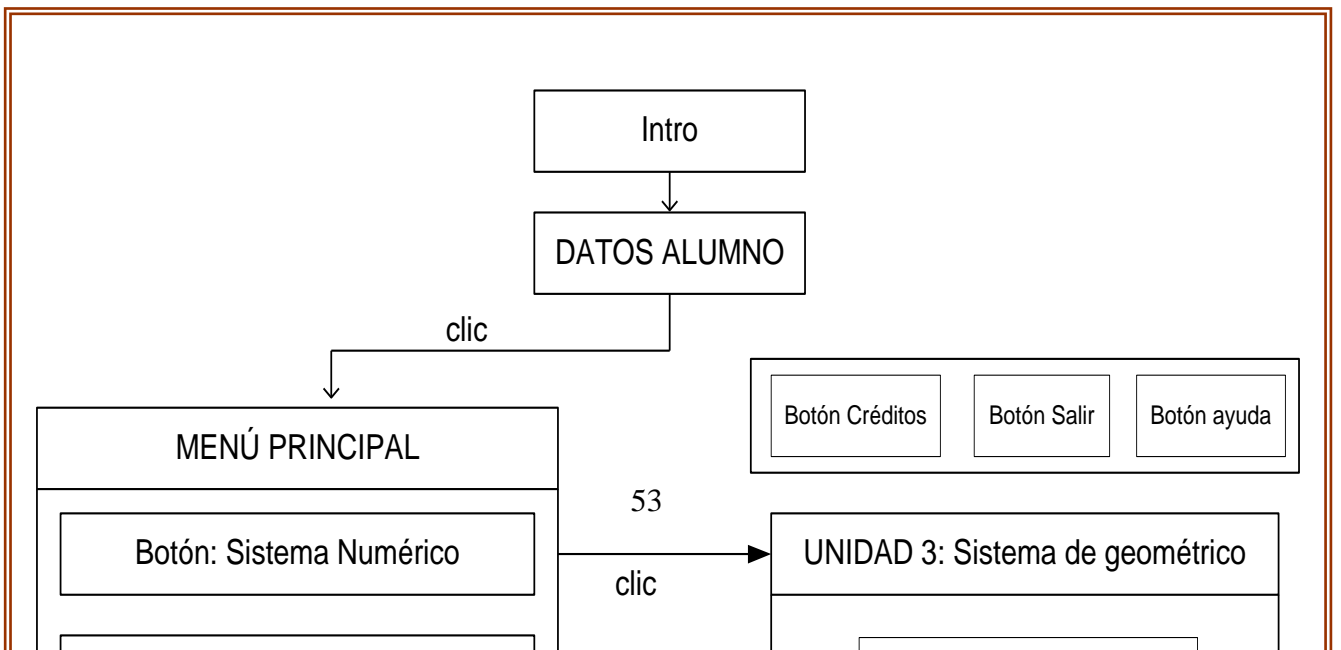 Intro
DATOS ALUMNO
clic
Botón Créditos
Botón Salir
Botón ayuda
MENÚ PRINCIPAL
53
Botón: Sistema Numérico
UNIDAD 3: Sistema de geométrico
clic